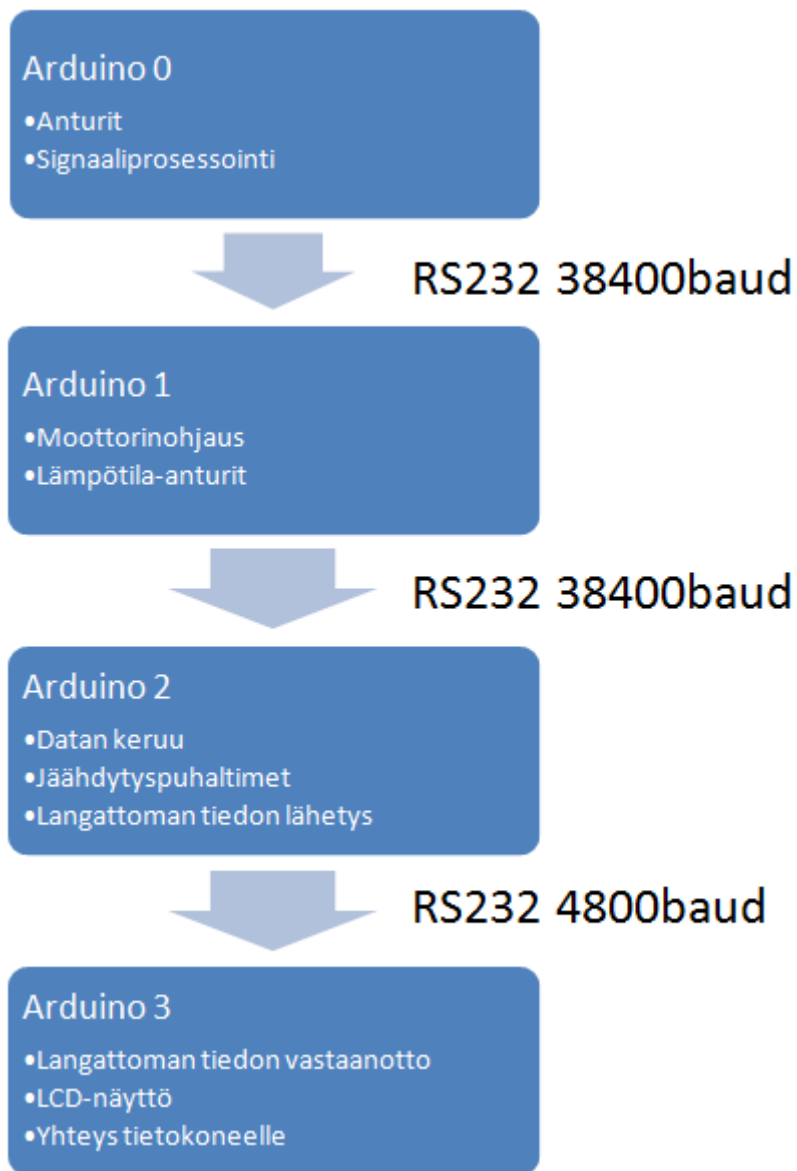 Arduino 0
•Anturit
•Signaaliprosessointi
RS232 38400baud
Arduino 1
•Moottorinohjaus
•Lämpötila-anturit
RS232 38400baud
Arduino 2
•Datan keruu
•Jäähdytyspuhaltimet
•Langattoman tiedon lähetys
RS232 4800baud
Arduino 3
•Langattoman tiedon vastaanotto
•LCD-näyttö
•Yhteys tietokoneelle